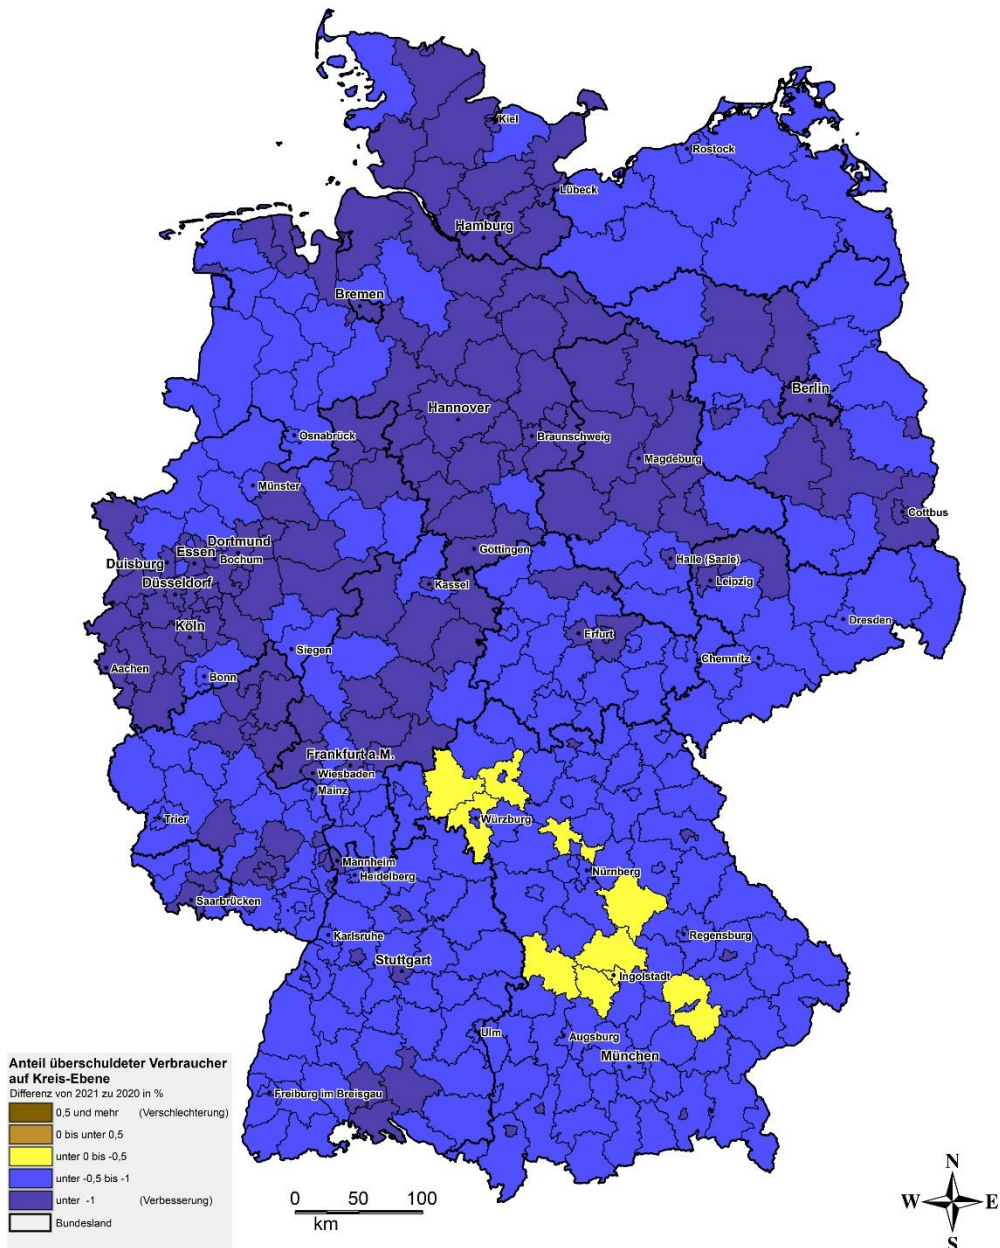 Kiel
Rostock
Lübeck
Hamburg
Bremen
Berlin
Hannover
Osnabrück
Braunschweig
Magdeburg
Münster
Cottbus
Dortmund
Essen
Bochum
Duisburg
Göttingen
Halle (Saale)
Düsseldorf
Kassel
Leipzig
Dresden
Köln
Erfurt
Siegen
Chemnitz
Aachen
Bonn
Frankfurt a.M.
Wiesbaden
Mainz
Trier
Würzburg
Mannheim
Nürnberg
Heidelberg
Saarbrücken
Karlsruhe
Regensburg
Stuttgart
Ingolstadt
Ulm
Augsburg
München
Freiburg im Breisgau
Anteil überschuldeter Verbraucher
auf Kreis-Ebene
Differenz von 2021 zu 2020 in %
0,5 und mehr (Verschlechterung)
0 bis unter 0,5
unter 0 bis -0,5
unter -0,5 bis -1
unter -1 (Verbesserung)
Bundesland
0 50 100
km
N
W E
S